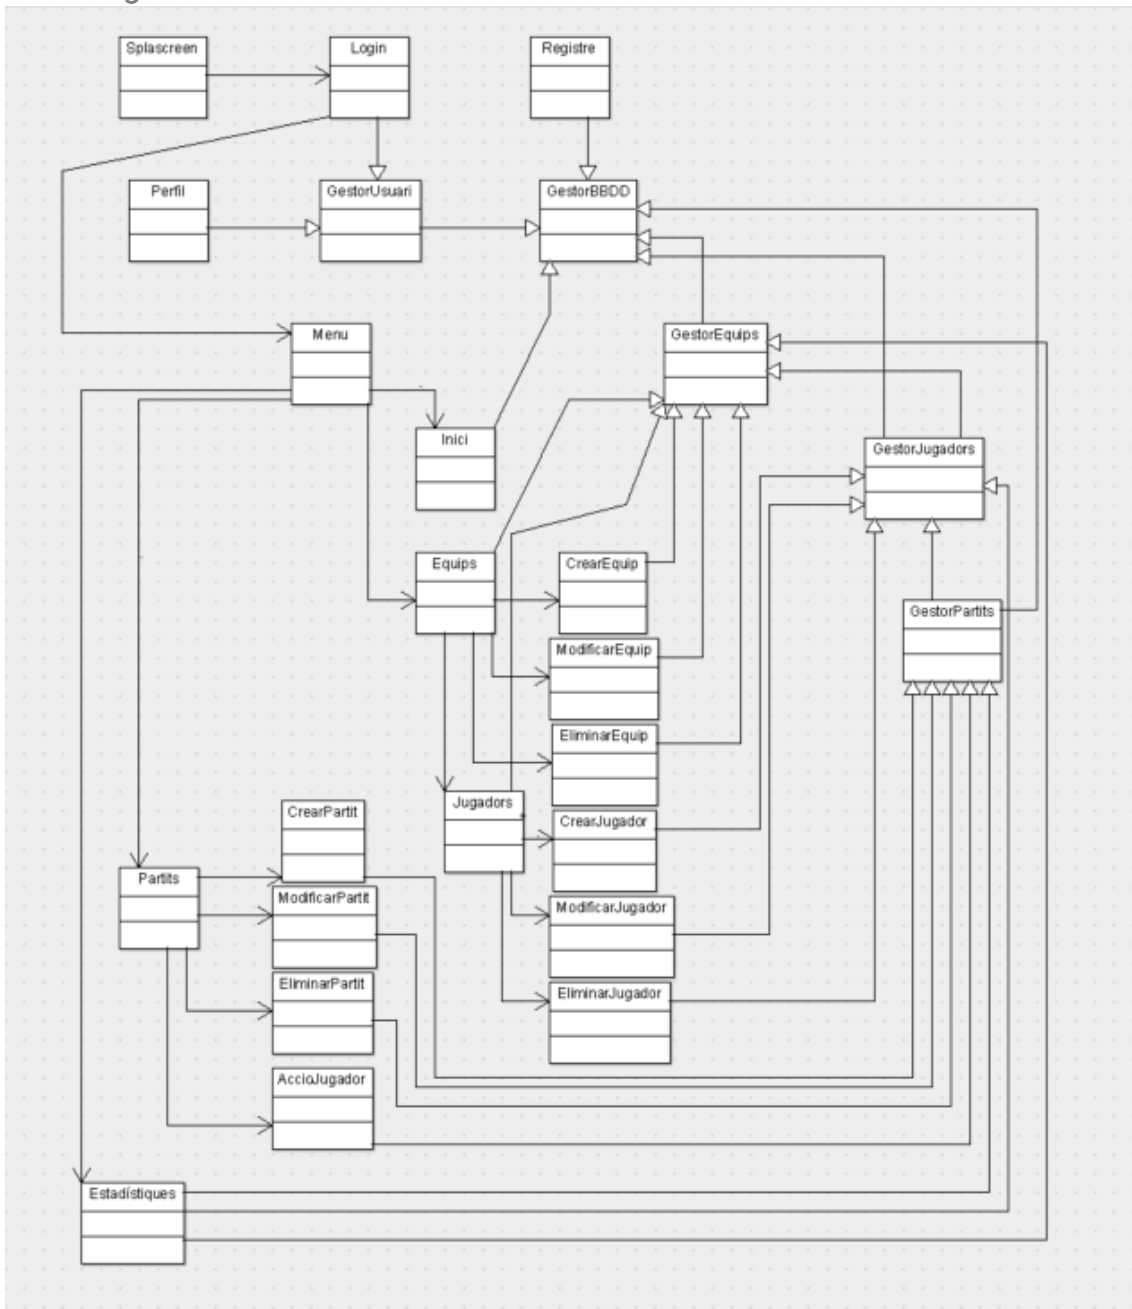 Splascreen
Login
Registre
Perfil
GestorUsuari
GestorBBDD
Menu
GestorEquips
Inici
GestorJugadors
Equips
CrearEquip
GestorPartits
ModificarEquip
EliminarEquip
Jugadors
CrearPartit
CrearJugador
Partits
ModificarPartit
ModificarJugador
EliminarPartit
EliminarJugador
AccioJugador
Estadístiques